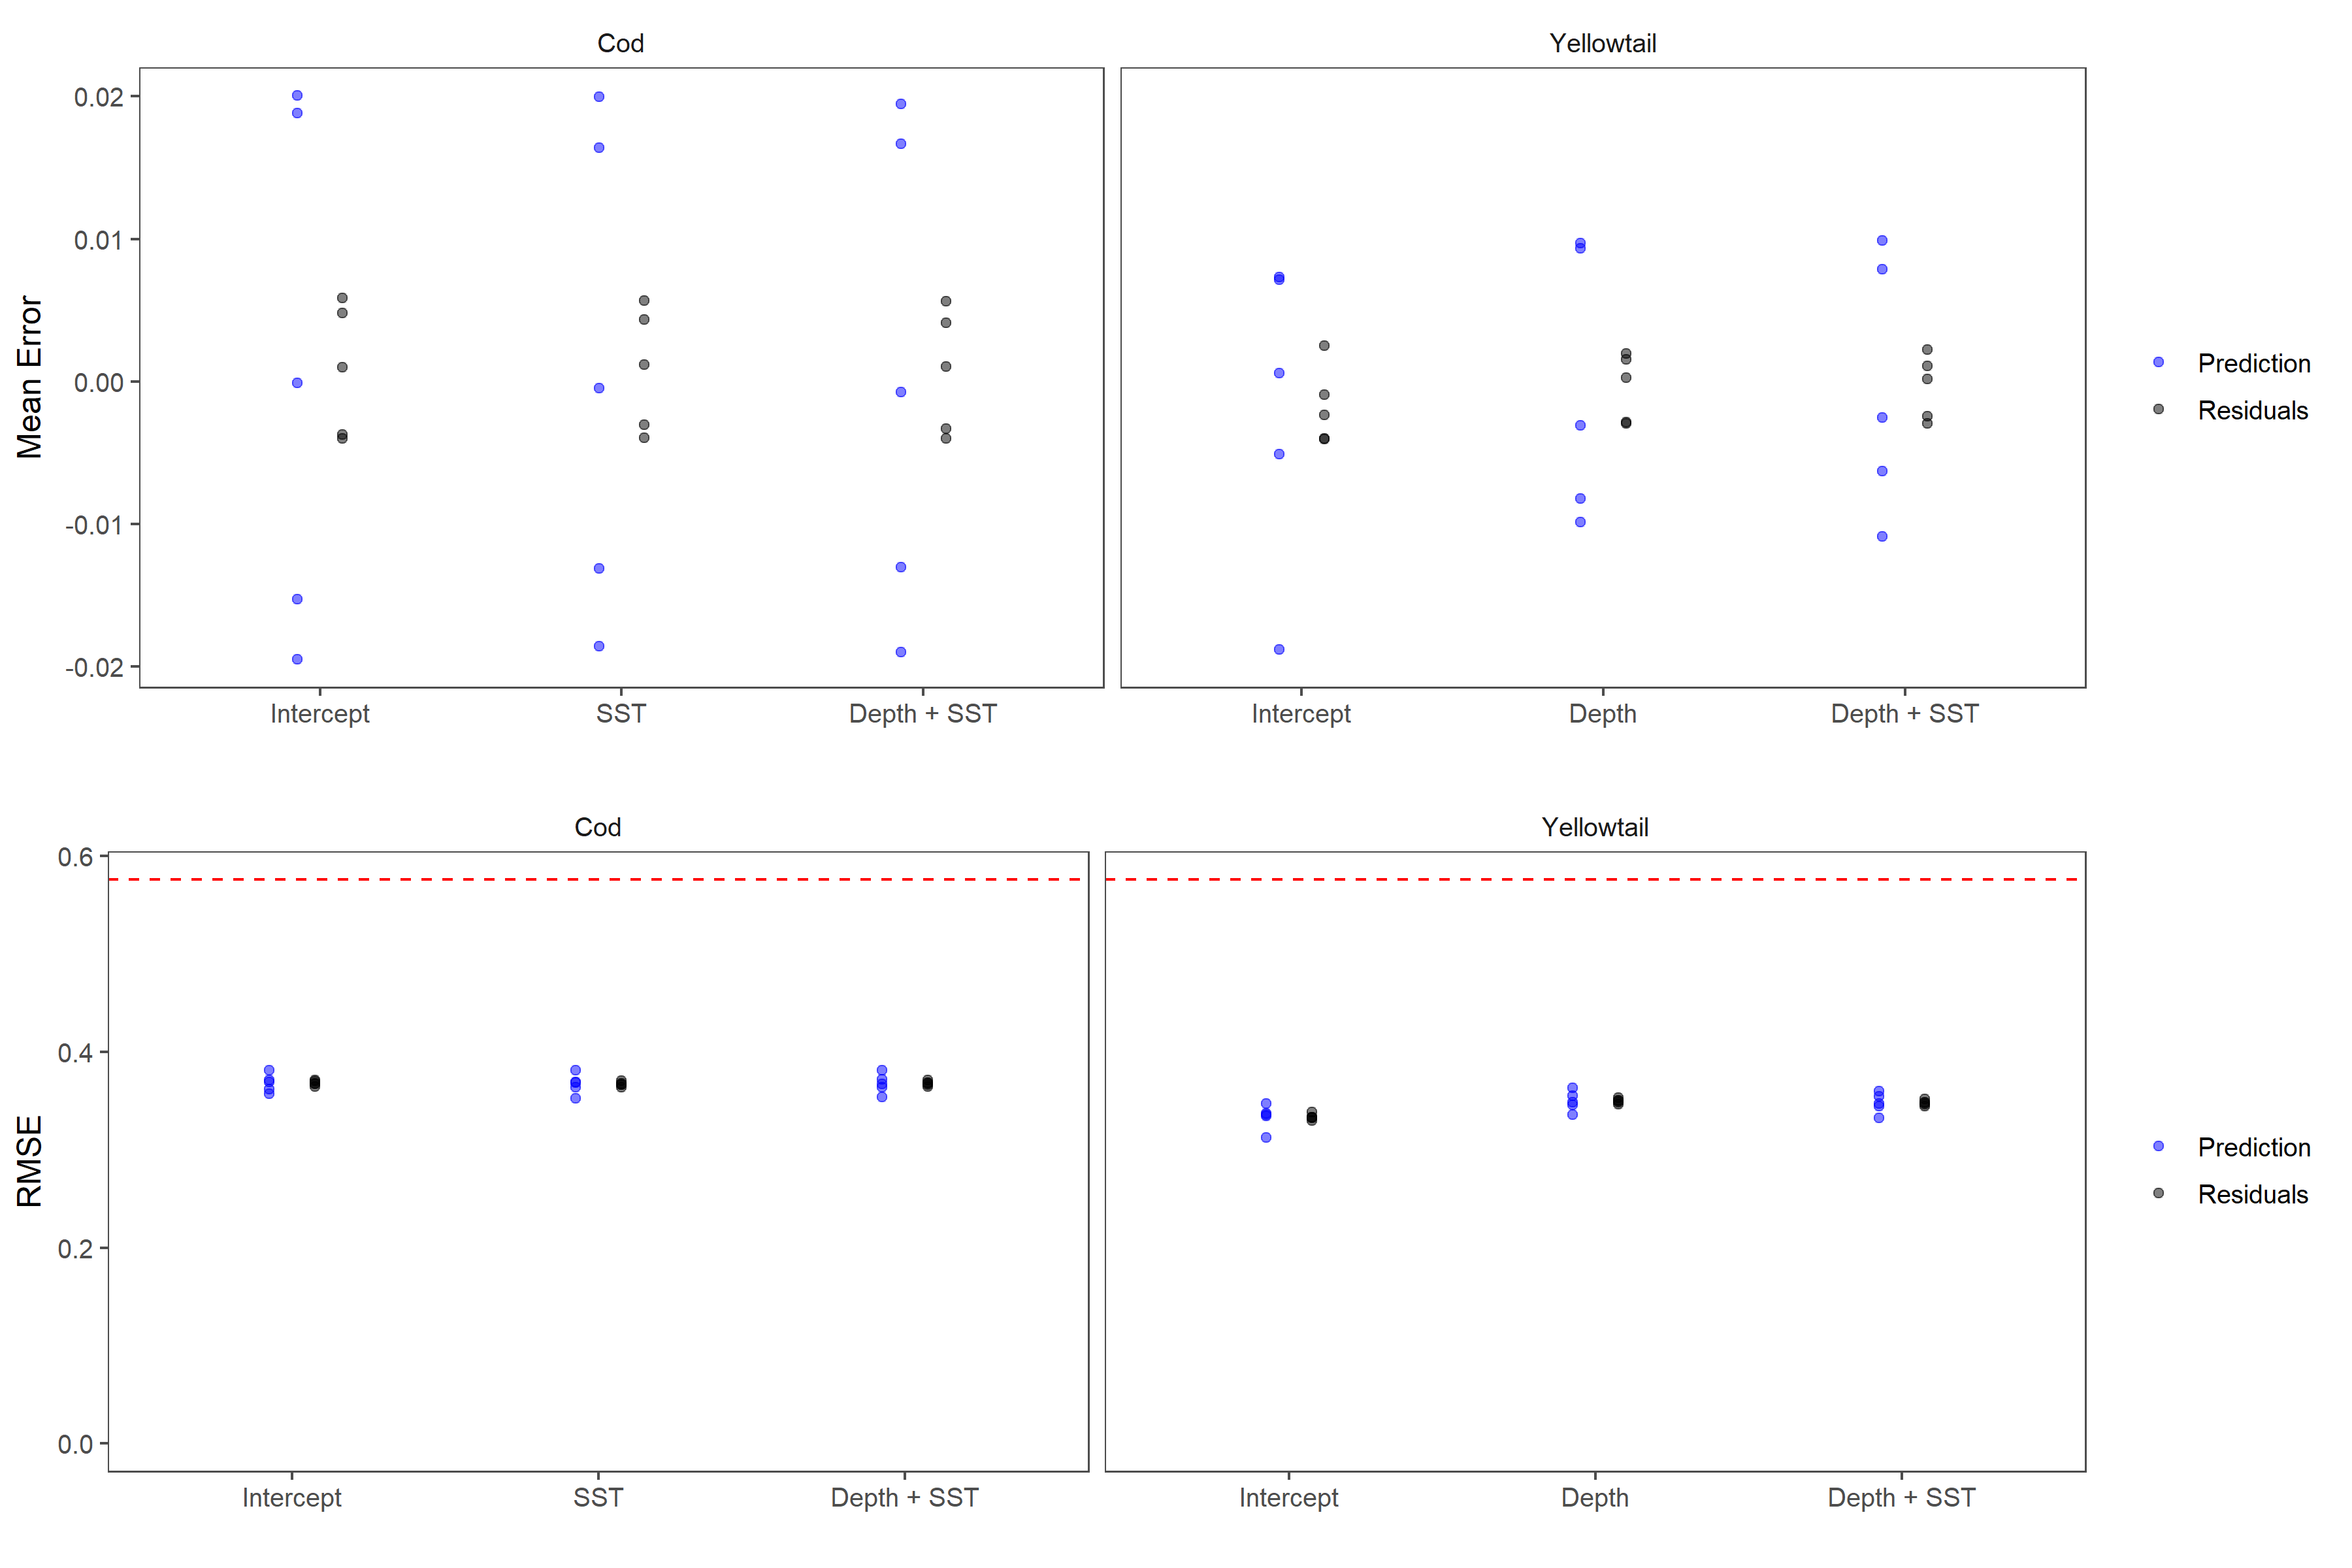 Cod Yellowtail
Mean Error
0.02
0.01
0.00
-0.01
-0.02
Intercept SST Depth + SST Intercept Depth Depth + SST
Prediction
Residuals
Cod Yellowtail
RMSE
0.6
0.4
0.2
0.0
Intercept SST Depth + SST Intercept Depth Depth + SST
Prediction
Residuals